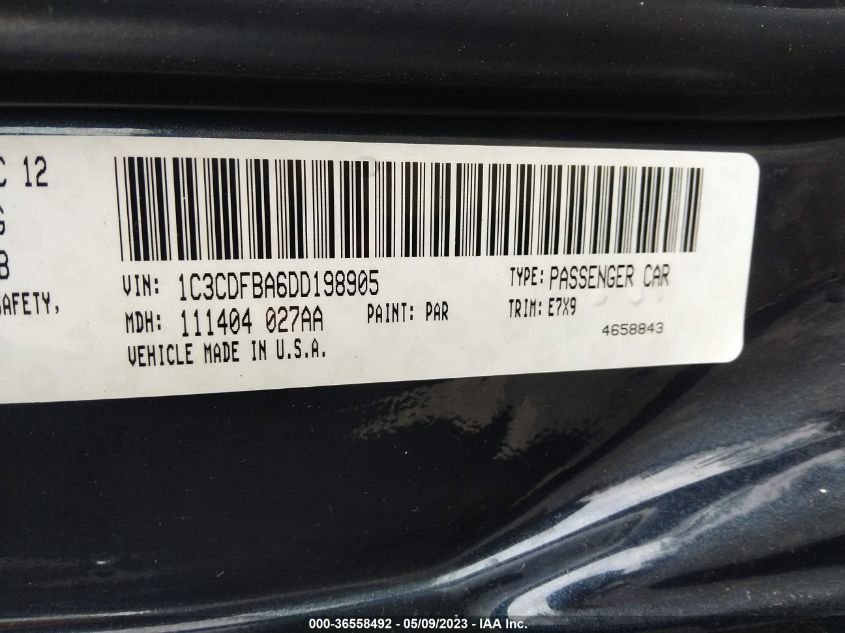 C 12
B
SAFETY,
VIN: 1C3CDFBA6DD198905 TYPE: PASSENGER CAR
MDH: 111404 027AA PAINT: PAR TRIM: E7X9
VEHICLE MADE IN U.S.A. 4658843
000-36558492 - 05/09/2023 - IAA Inc.